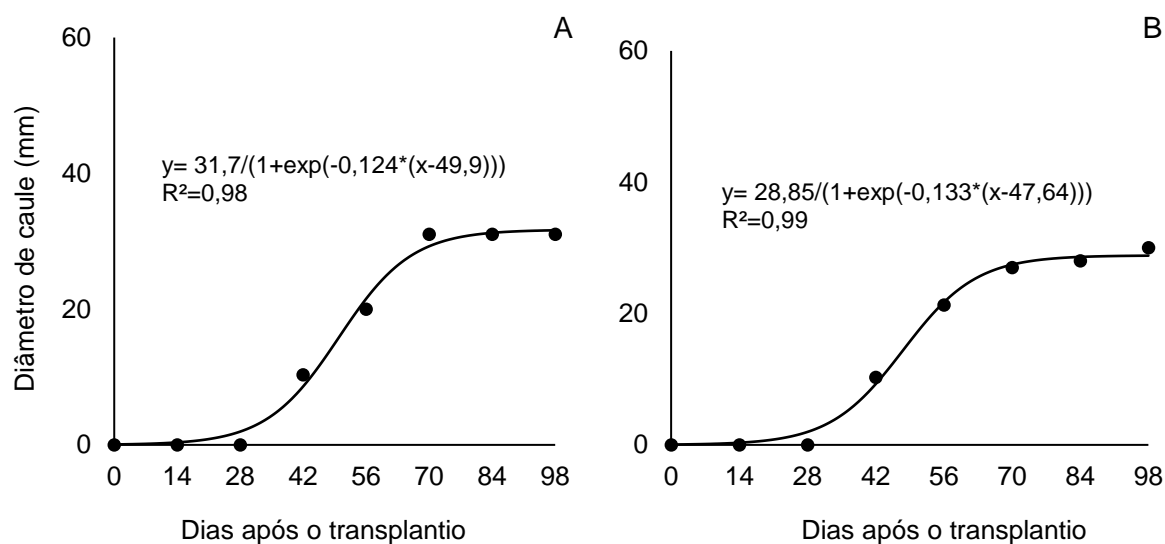 A
60
40
20
0
Diâmetro de caule (mm)
y= 31,7/(1+exp(-0,124*(x-49,9)))
R²=0,98
0 14 28 42 56 70 84 98
Dias após o transplantio
B
60
40
20
0
y= 28,85/(1+exp(-0,133*(x-47,64)))
R²=0,99
0 14 28 42 56 70 84 98
Dias após o transplantio